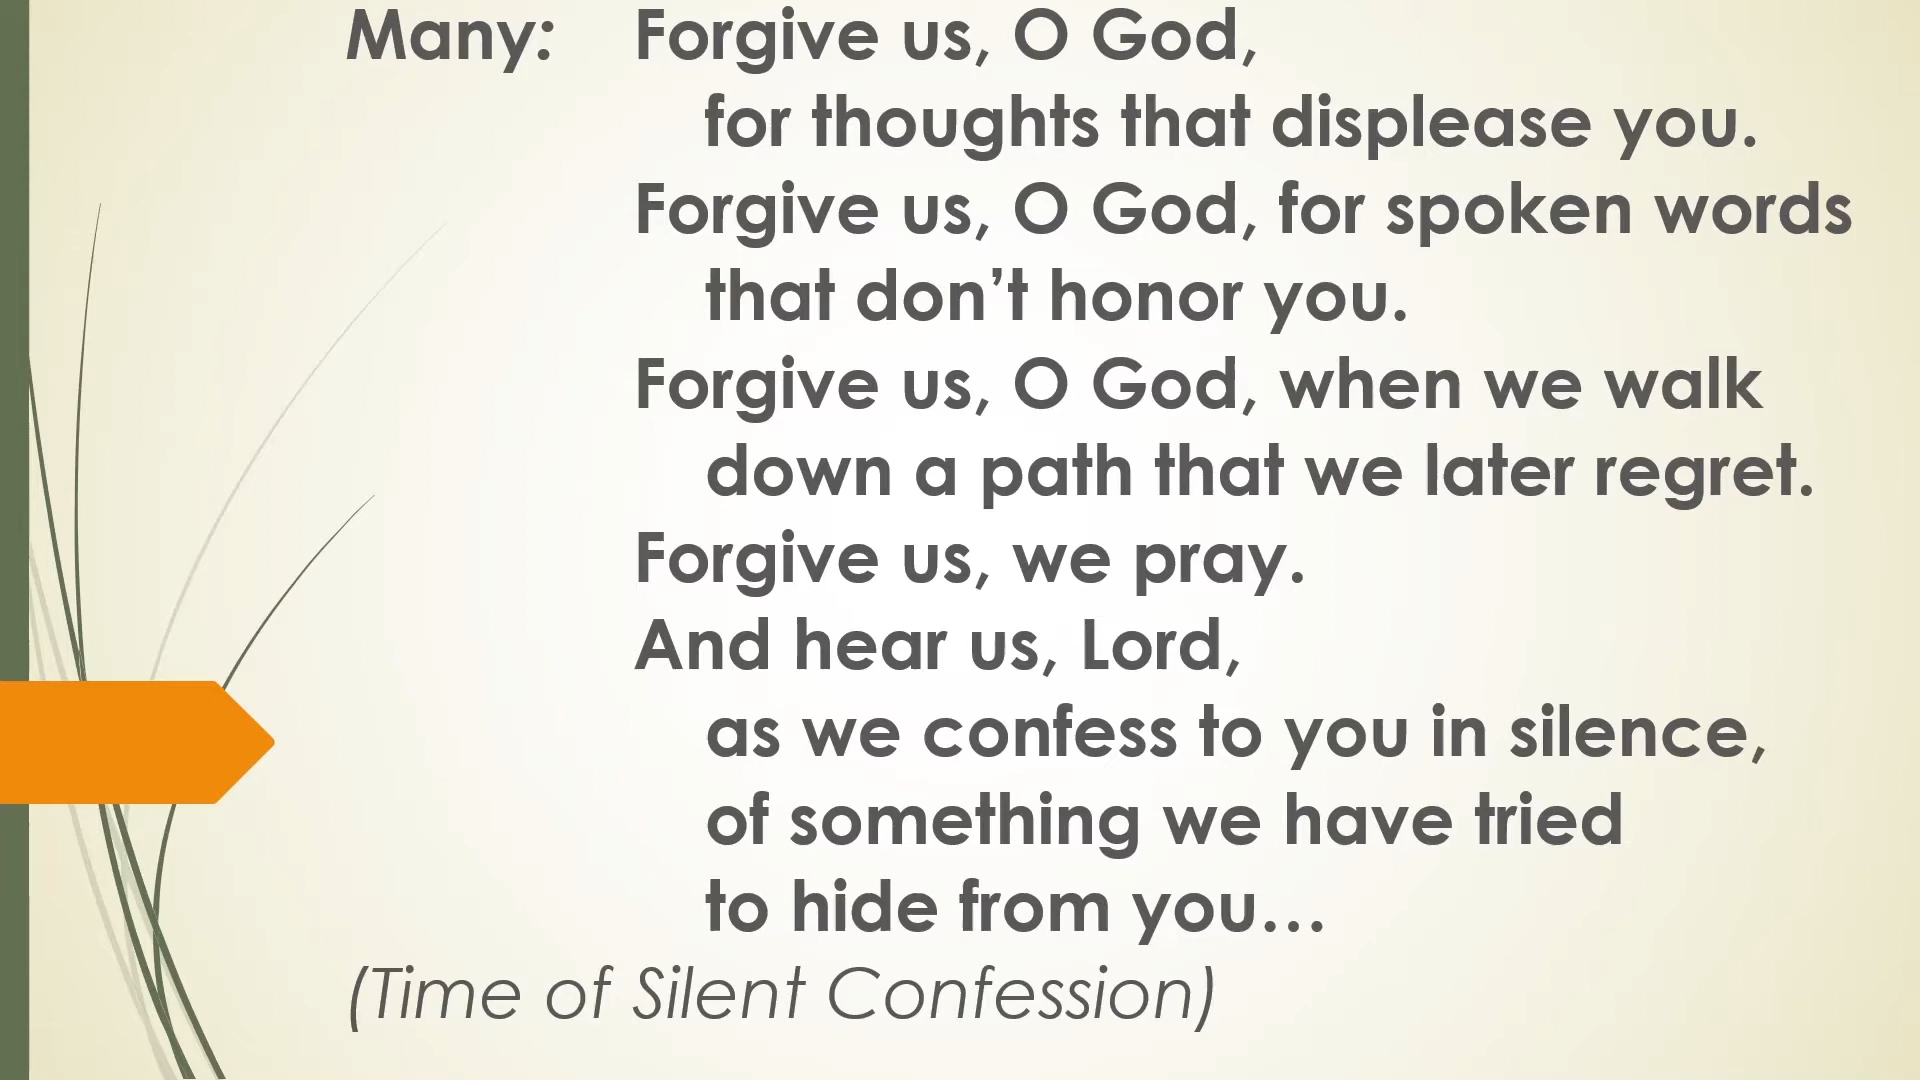 Many: Forgive us, O God,
for thoughts that displease you.
Forgive us, O God, for spoken words
that don’t honor you.
Forgive us, O God, when we walk
down a path that we later regret.
Forgive us, we pray.
And hear us, Lord,
as we confess to you in silence,
of something we have tried
to hide from you…
(Time of Silent Confession)